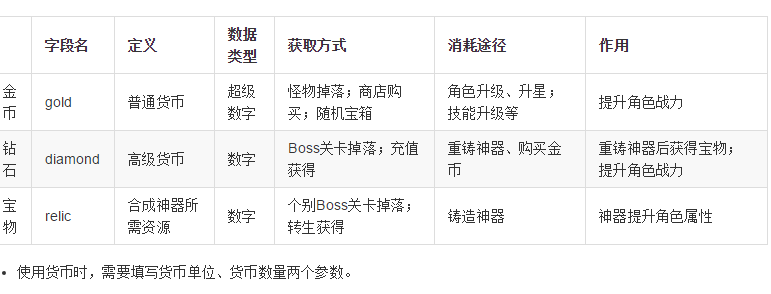 字段名 定义 数据类型 获取方式 消耗途径 作用
金币 gold 普通货币 超级数字 怪物掉落；商店购买；随机宝箱 角色升级、升星；技能升级等 提升角色战力
钻石 diamond 高级货币 数字 Boss关卡掉落；充值获得 重铸神器、购买金币 重铸神器后获得宝物；提升角色战力
宝物 relic 合成神器所需资源 数字 个别Boss关卡掉落；转生获得 铸造神器 神器提升角色属性
• 使用货币时，需要填写货币单位、货币数量两个参数。